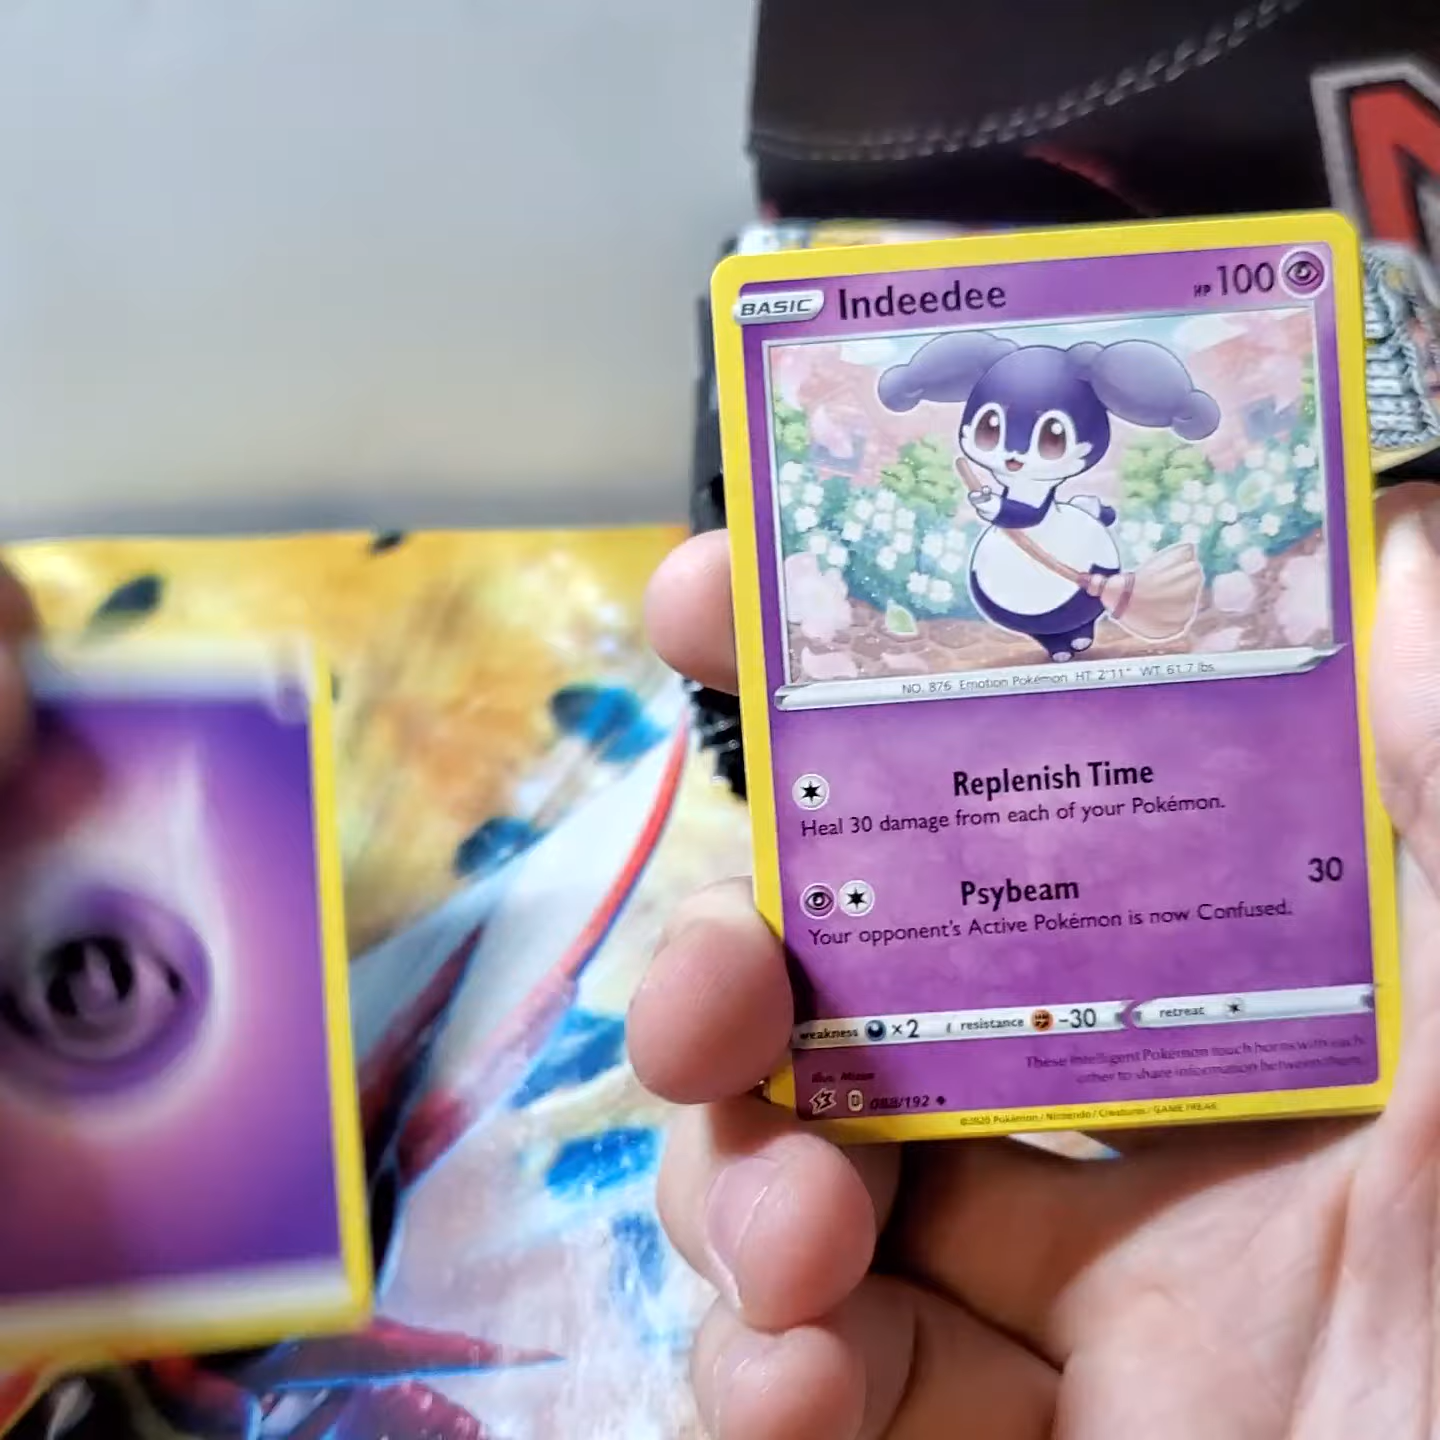 BASIC Indeedee HP 100
NO. 876 Emotion Pokémon HT 2'11" WT 61.7 lbs.
Replenish Time
Heal 30 damage from each of your Pokémon.
Psybeam 30
Your opponent's Active Pokémon is now Confused.
weakness ×2 resistance -30 retreat
These intelligent Pokémon touch horns with each
other to share information between them.
Illus. Mizue
D 088/192
©2020 Pokémon / Nintendo / Creatures / GAME FREAK